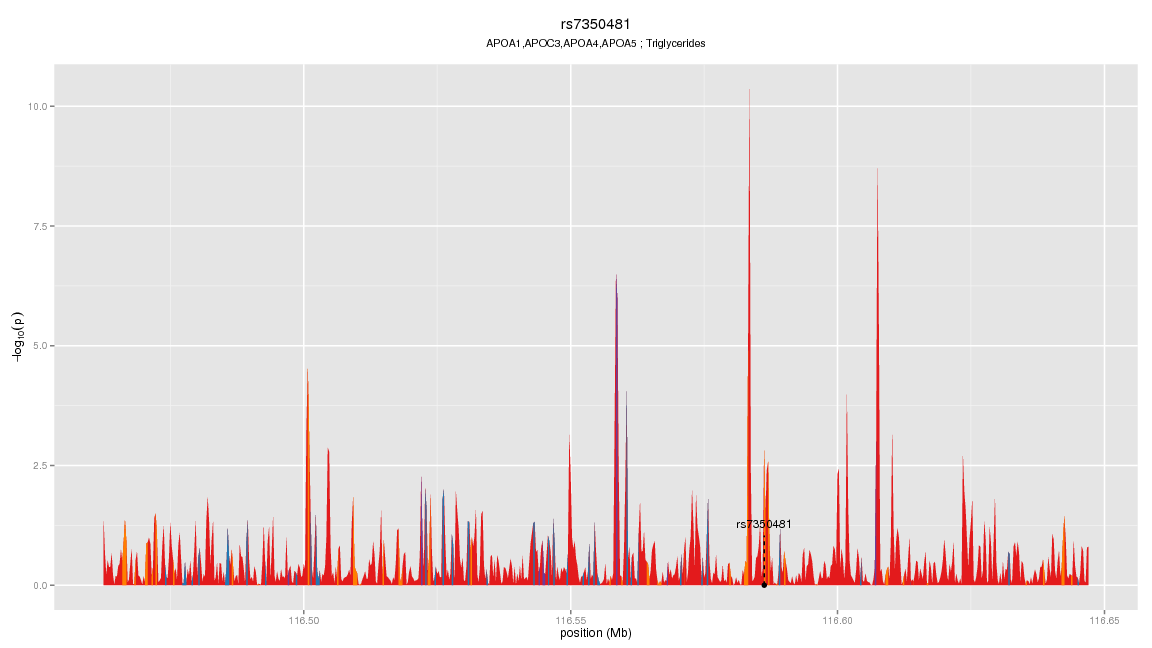 rs7350481
APOA1,APOC3,APOA4,APOA5 ; Triglycerides
10.0
7.5
5.0
2.5
0.0
−log10(p)
rs7350481
116.50
116.55
116.60
116.65
position (Mb)